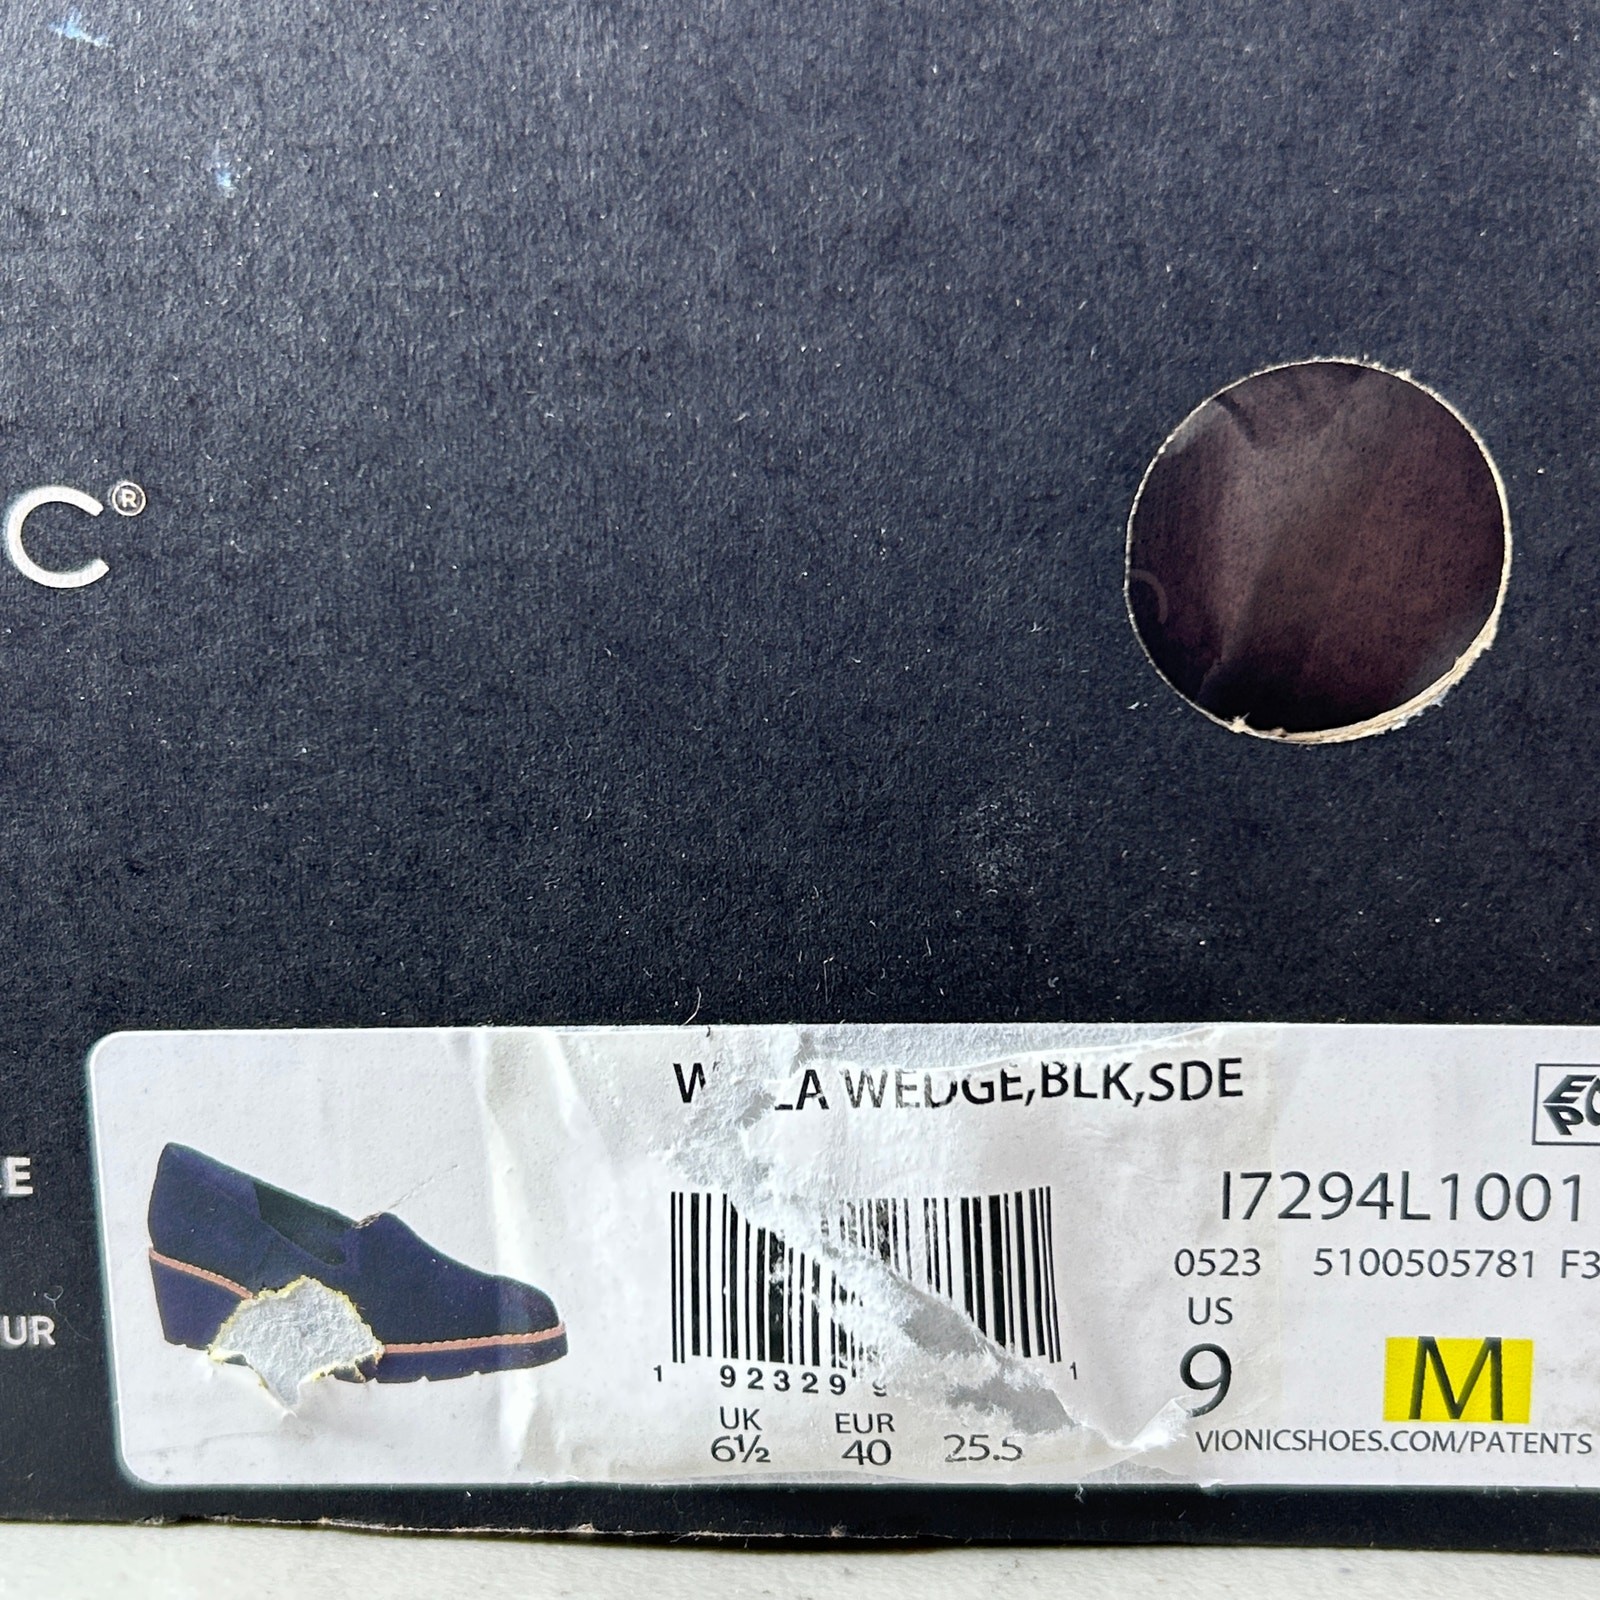 C®
E
UR
WEDGE,BLK,SDE
I7294L1001
0523 5100505781 F3
US
9 M
1 92329 1
UK EUR
6½ 40 25.5
VIONICSHOES.COM/PATENTS